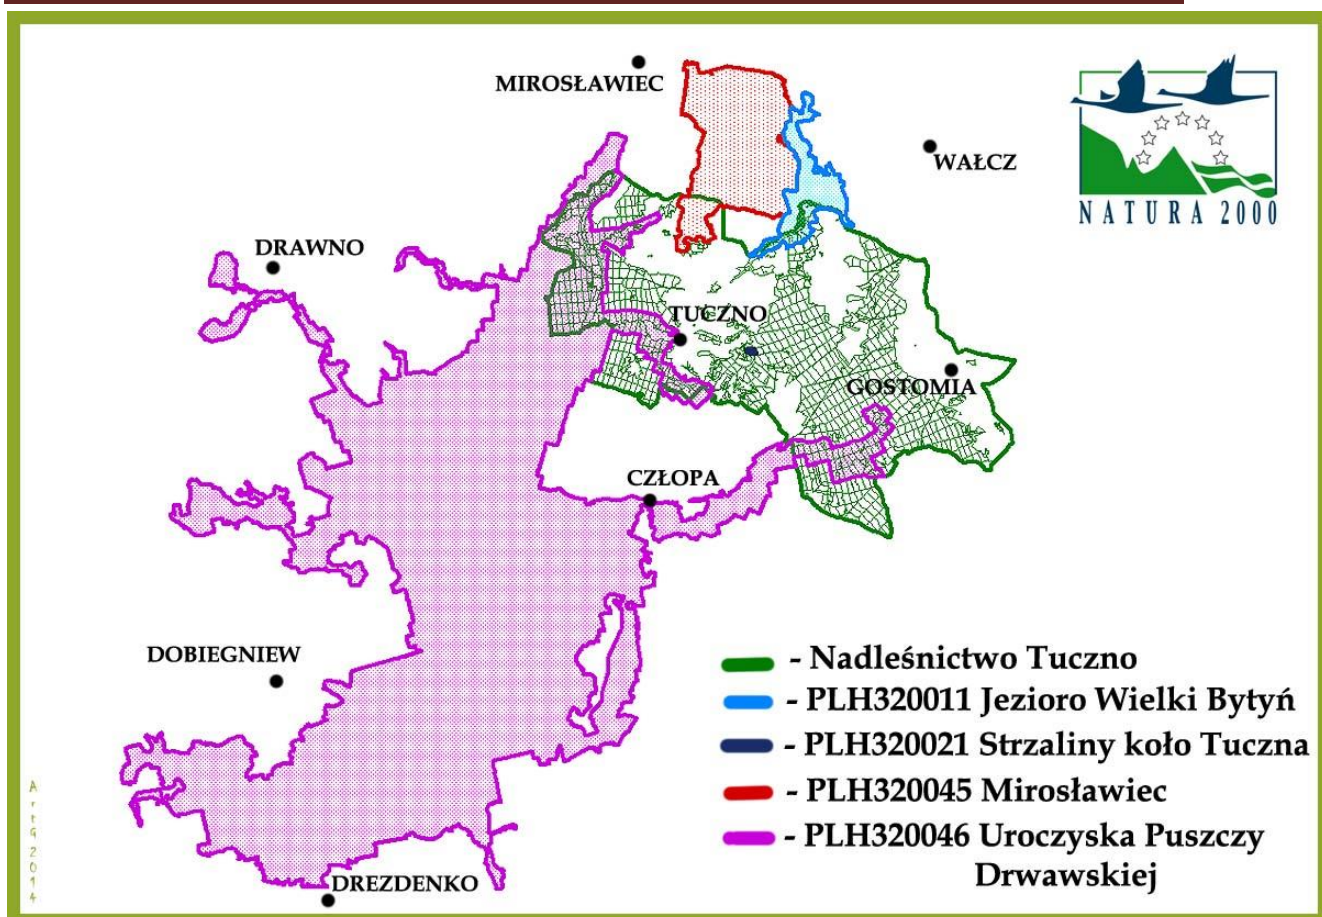 MIROSŁAWIEC
WAŁCZ
NATURA 2000
DRAWNO
TUCZNO
GOSTOMIA
CZŁOPA
DOBIEGNIEW
DREZDENKO
- Nadleśnictwo Tuczno
- PLH320011 Jezioro Wielki Bytyń
- PLH320021 Strzaliny koło Tuczna
- PLH320045 Mirosławiec
- PLH320046 Uroczyska Puszczy
Drwawskiej
ArtG2014